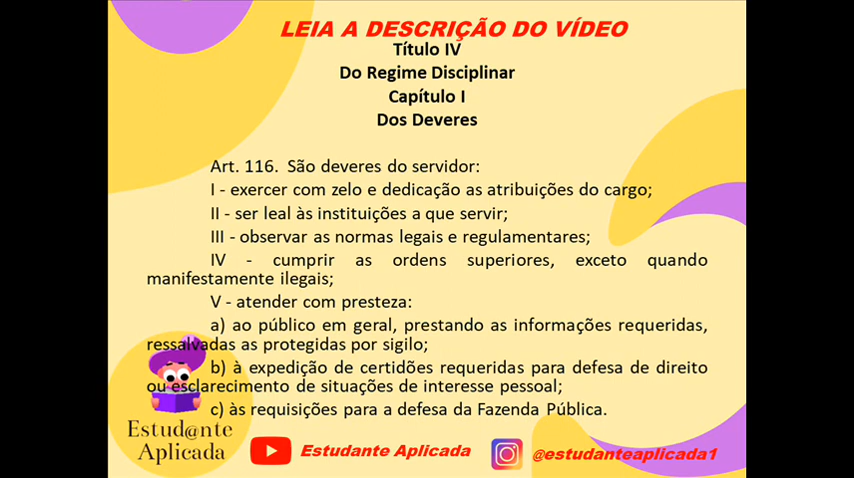 LEIA A DESCRIÇÃO DO VÍDEO
Título IV
Do Regime Disciplinar
Capítulo I
Dos Deveres
Art. 116. São deveres do servidor:
I - exercer com zelo e dedicação as atribuições do cargo;
II - ser leal às instituições a que servir;
III - observar as normas legais e regulamentares;
IV - cumprir as ordens superiores, exceto quando
manifestamente ilegais;
V - atender com presteza:
a) ao público em geral, prestando as informações requeridas,
ressalvadas as protegidas por sigilo;
b) à expedição de certidões requeridas para defesa de direito
ou esclarecimento de situações de interesse pessoal;
c) às requisições para a defesa da Fazenda Pública.
Estud@nte
Aplicada
Estudante Aplicada
@estudanteaplicada1